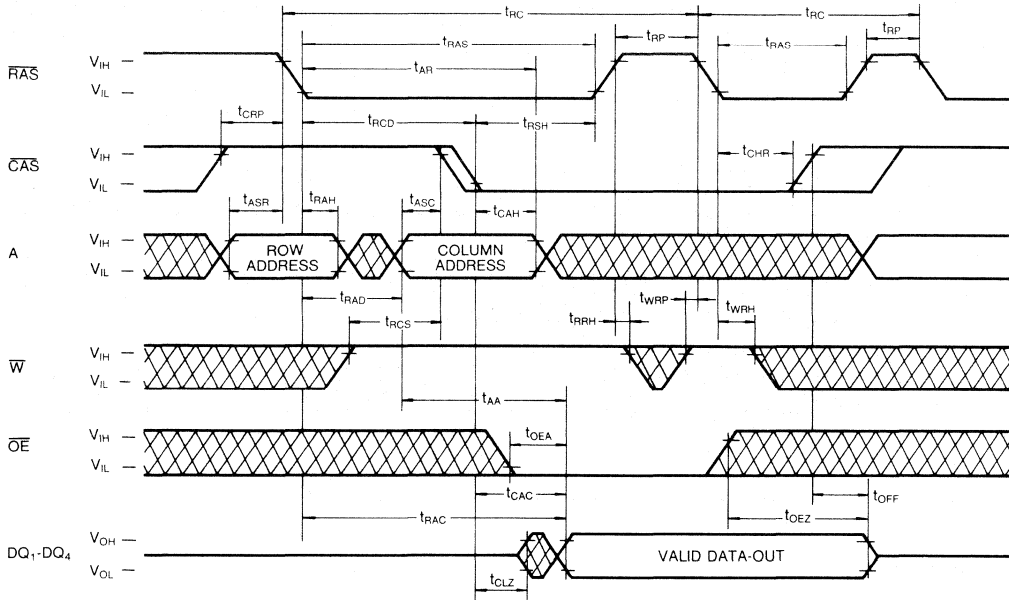 tRC tRC
tRAS tRP tRAS tRP
tAR
RAS VIH
VIL
tCRP tRCD tRSH
CAS VIH
VIL
tCHR
tASR tRAH tASC tCAH
A VIH
VIL
ROW ADDRESS
COLUMN ADDRESS
tRAD tWRP
tRCS tRRH tWRH
W VIH
VIL
tAA
OE VIH
VIL
tOEA
tCAC tOFF
tRAC tOEZ
DQ1-DQ4 VOH
VOL
VALID DATA-OUT
tCLZ